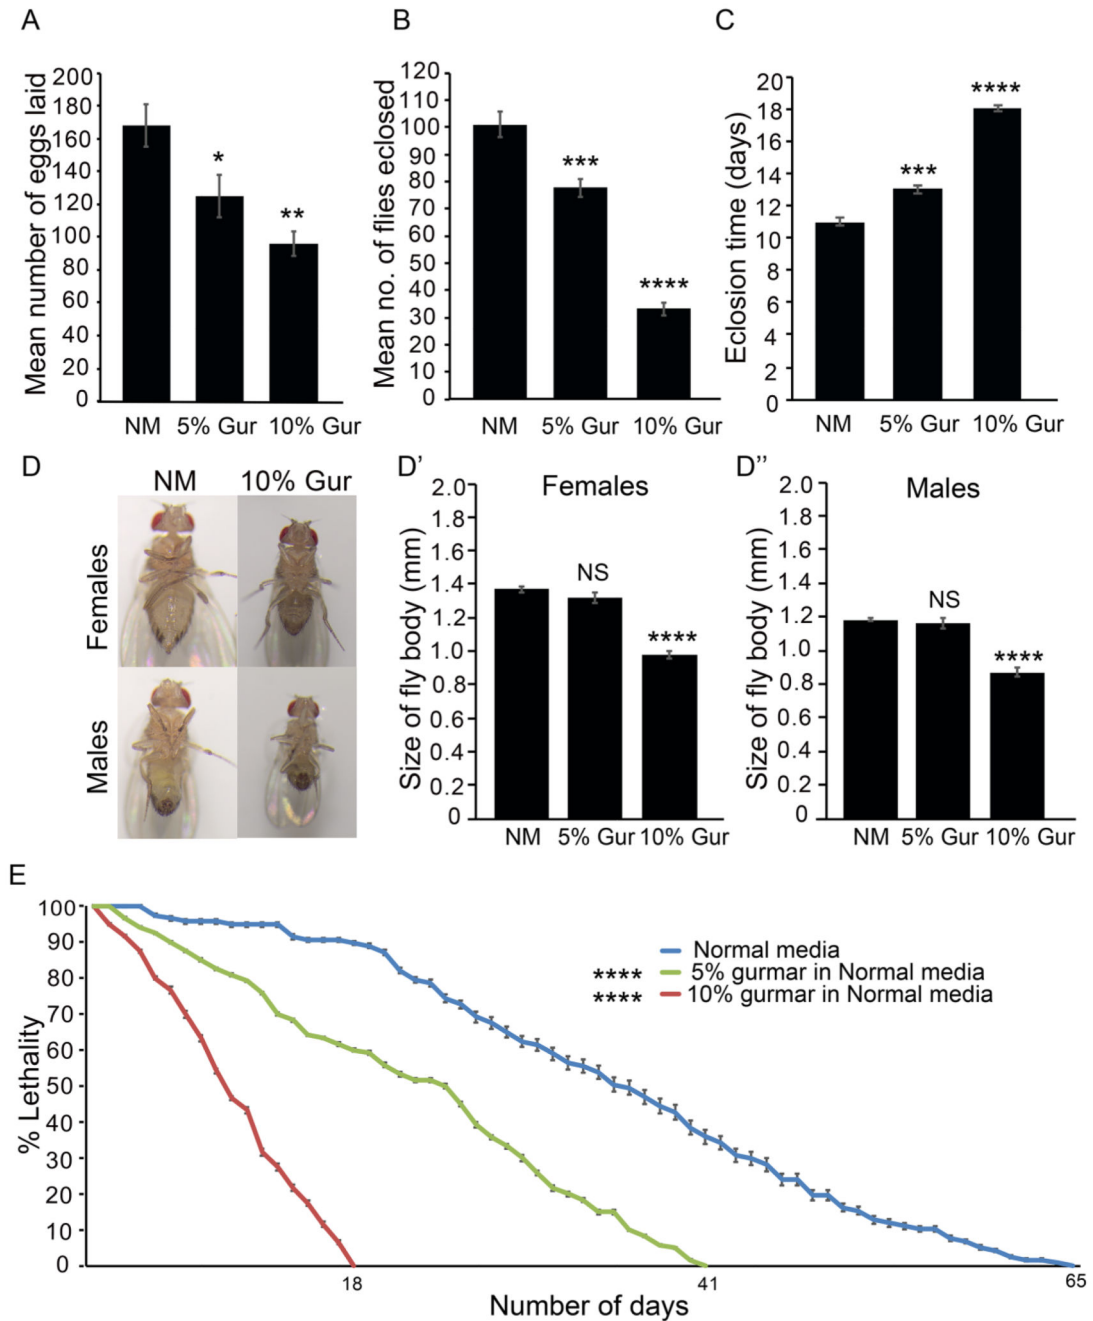 A
Mean number of eggs laid
200
180
160
140
120
100
80
60
40
20
0
*
**
NM 5% Gur 10% Gur
B
Mean no. of flies eclosed
120
110
100
90
80
70
60
50
40
30
20
10
0
***
****
NM 5% Gur 10% Gur
C
Eclosion time (days)
20
18
16
14
12
10
8
6
4
2
0
***
****
NM 5% Gur 10% Gur
D
NM 10% Gur
Females
Males
D'
Females
Size of fly body (mm)
2.0
1.8
1.6
1.4
1.2
1.0
0.8
0.6
0.4
0.2
0
NS
****
NM 5% Gur 10% Gur
D"
Males
Size of fly body (mm)
2.0
1.8
1.6
1.4
1.2
1.0
0.8
0.6
0.4
0.2
0
NS
****
NM 5% Gur 10% Gur
E
% Lethality
100
90
80
70
60
50
40
30
20
10
0
Normal media
**** 5% gurmar in Normal media
**** 10% gurmar in Normal media
18 41 65
Number of days